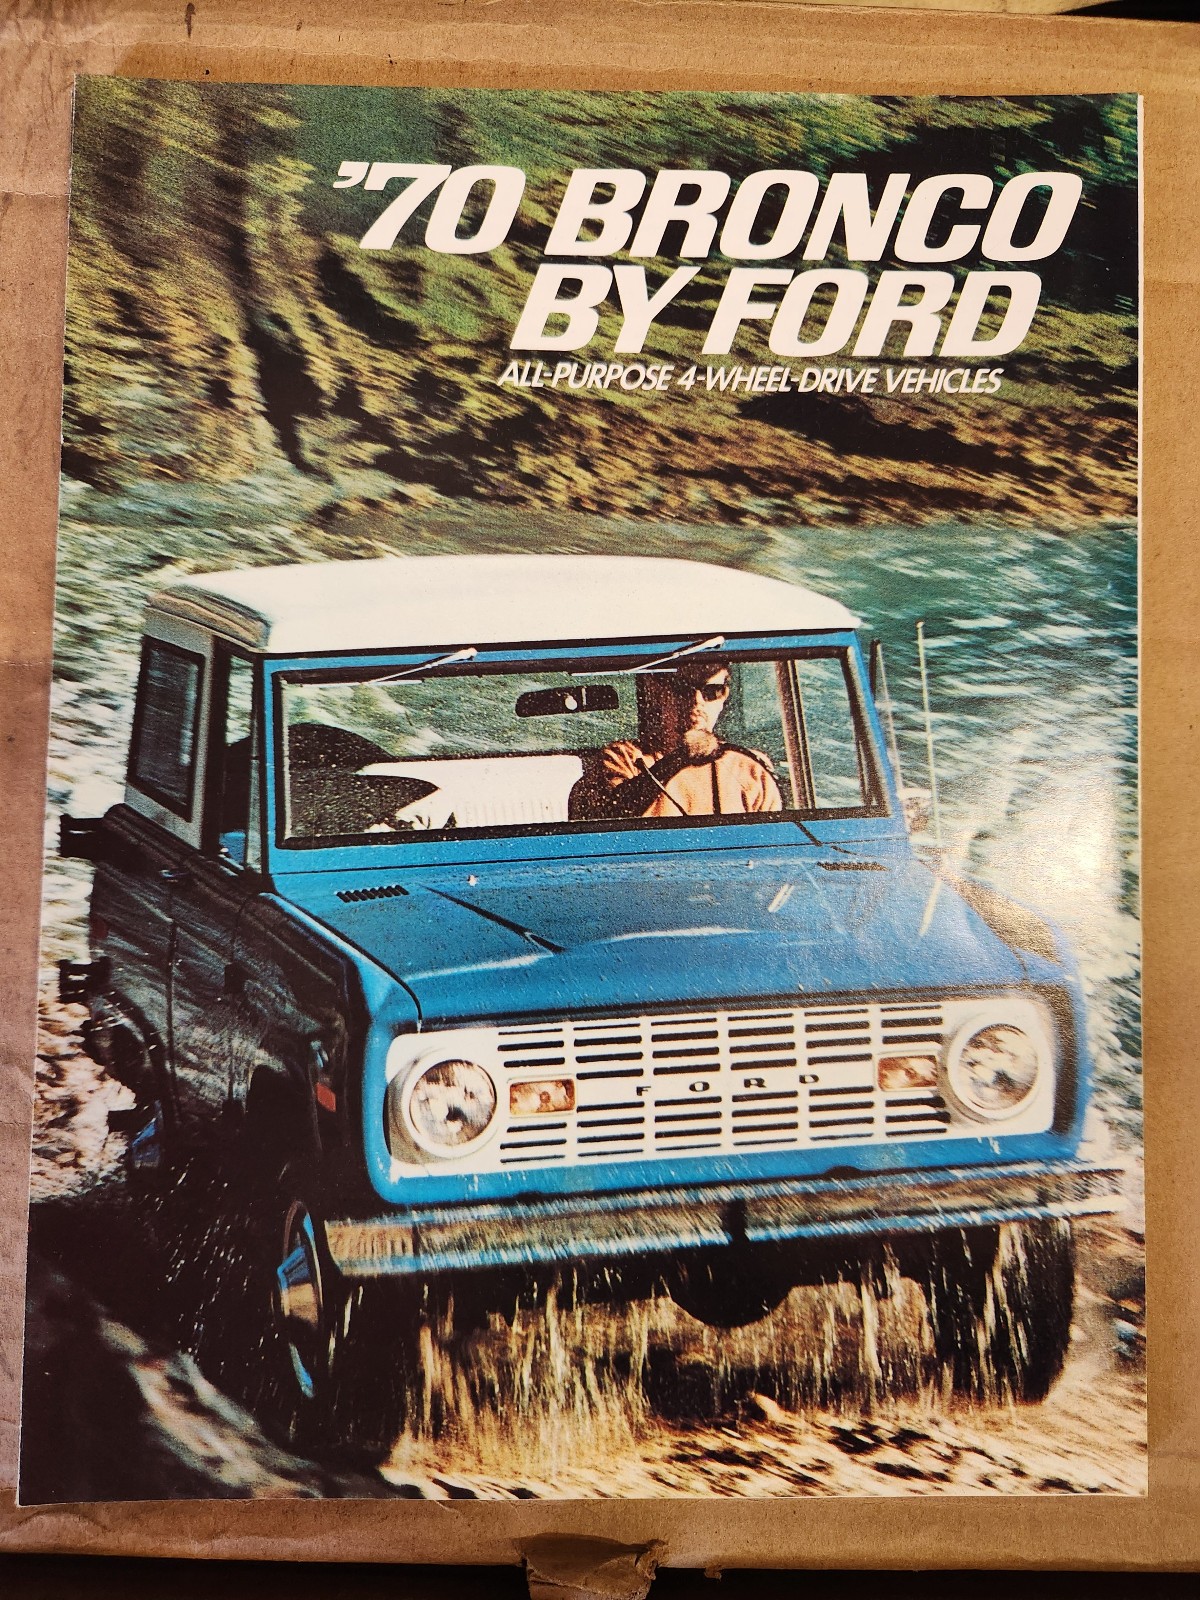 '70 BRONCO
BY FORD
ALL-PURPOSE 4-WHEEL-DRIVE VEHICLES
FORD